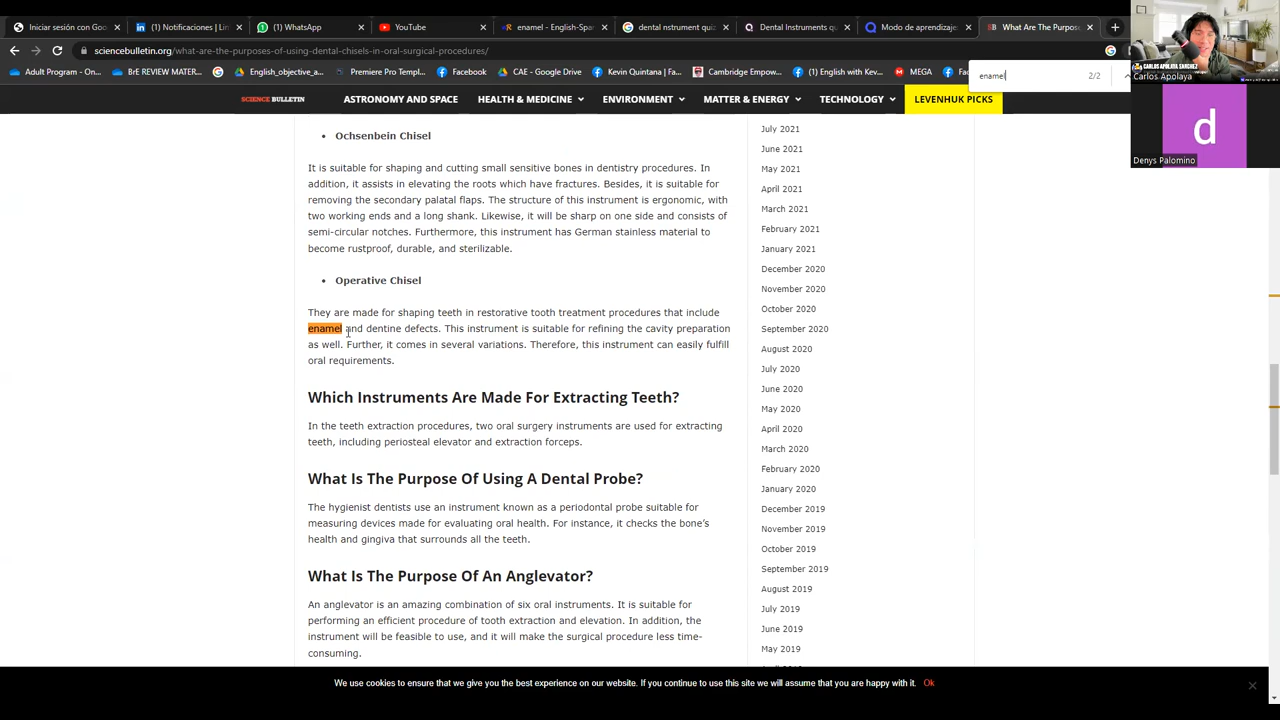 Iniciar sesión con Goo
(1) Notificaciones | Lin
(1) WhatsApp
YouTube
enamel - English-Spa
dental nstrument quiz
Dental Instruments qu
Modo de aprendizaje
What Are The Purpose
sciencebulletin.org/what-are-the-purposes-of-using-dental-chisels-in-oral-surgical-procedures/
Adult Program - On...
BrE REVIEW MATER...
English_objective_a...
Premiere Pro Templ...
Facebook
CAE - Google Drive
Kevin Quintana | Fa...
Cambridge Empowe...
English with Kev...
MEGA
enamel 2/2
SCIENCE BULLETIN
ASTRONOMY AND SPACE
HEALTH & MEDICINE
ENVIRONMENT
MATTER & ENERGY
TECHNOLOGY
LEVENHUK PICKS
CARLOS APOLAYA SANCHEZ
Carlos Apolaya
d
Denys Palomino
• Ochsenbein Chisel
It is suitable for shaping and cutting small sensitive bones in dentistry procedures. In
addition, it assists in elevating the roots which have fractures. Besides, it is suitable for
removing the secondary palatal flaps. The structure of this instrument is ergonomic, with
two working ends and a long shank. Likewise, it will be sharp on one side and consists of
semi-circular notches. Furthermore, this instrument has German stainless material to
become rustproof, durable, and sterilizable.
• Operative Chisel
They are made for shaping teeth in restorative tooth treatment procedures that include
enamel and dentine defects. This instrument is suitable for refining the cavity preparation
as well. Further, it comes in several variations. Therefore, this instrument can easily fulfill
oral requirements.
Which Instruments Are Made For Extracting Teeth?
In the teeth extraction procedures, two oral surgery instruments are used for extracting
teeth, including periosteal elevator and extraction forceps.
What Is The Purpose Of Using A Dental Probe?
The hygienist dentists use an instrument known as a periodontal probe suitable for
measuring devices made for evaluating oral health. For instance, it checks the bone's
health and gingiva that surrounds all the teeth.
What Is The Purpose Of An Anglevator?
An anglevator is an amazing combination of six oral instruments. It is suitable for
performing an efficient procedure of tooth extraction and elevation. In addition, the
instrument will be feasible to use, and it will make the surgical procedure less time-
consuming.
July 2021
June 2021
May 2021
April 2021
March 2021
February 2021
January 2021
December 2020
November 2020
October 2020
September 2020
August 2020
July 2020
June 2020
May 2020
April 2020
March 2020
February 2020
January 2020
December 2019
November 2019
October 2019
September 2019
August 2019
July 2019
June 2019
May 2019
We use cookies to ensure that we give you the best experience on our website. If you continue to use this site we will assume that you are happy with it. Ok